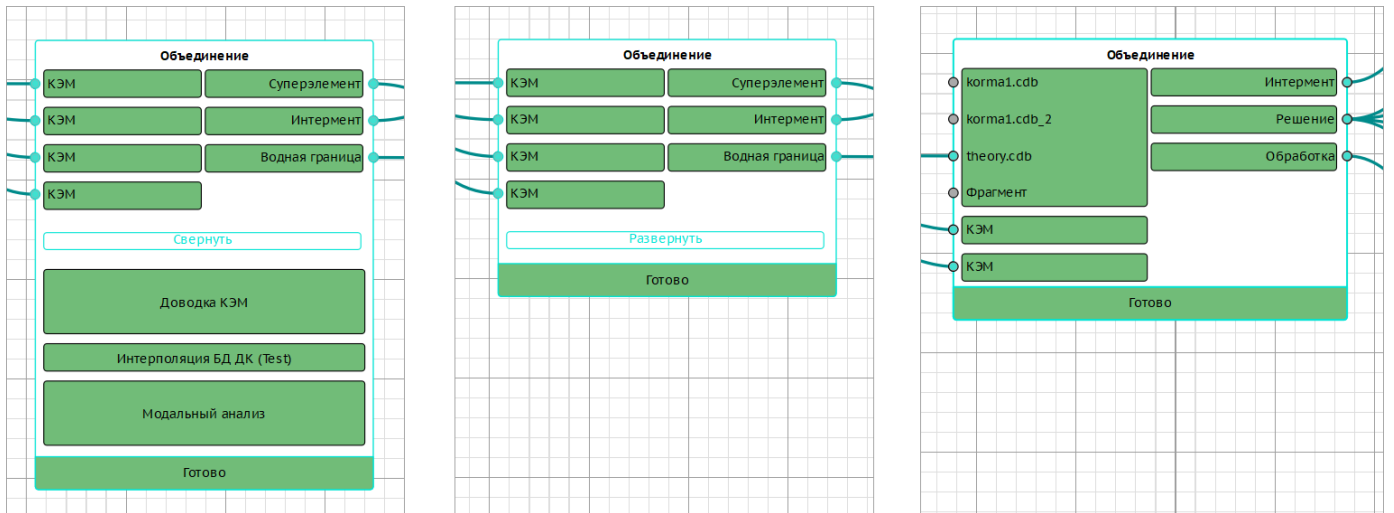 Объединение
КЭМ
Суперэлемент
КЭМ
Интермент
КЭМ
Водная граница
КЭМ
Свернуть
Доводка КЭМ
Интерполяция БД ДК (Test)
Модальный анализ
Готово
Объединение
КЭМ
Суперэлемент
КЭМ
Интермент
КЭМ
Водная граница
КЭМ
Развернуть
Готово
Объединение
korma1.cdb
Интермент
korma1.cdb_2
Решение
theory.cdb
Обработка
Фрагмент
КЭМ
КЭМ
Готово